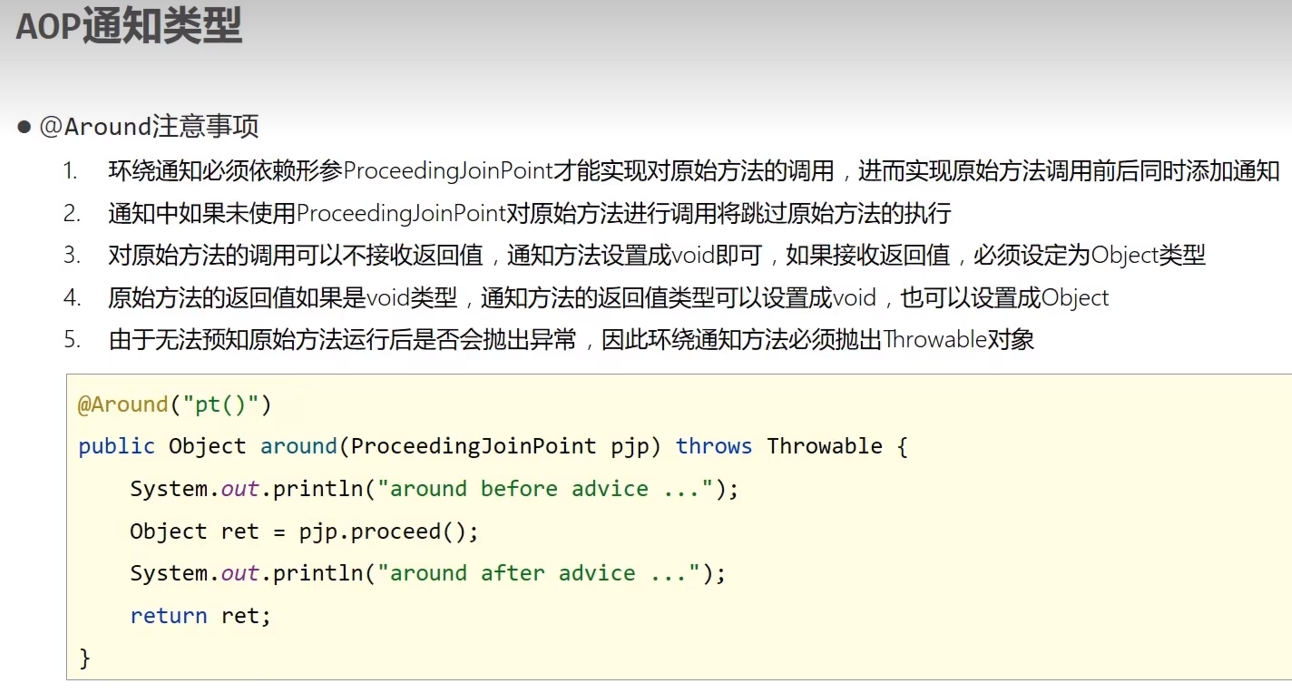 AOP通知类型
● @Around注意事项
1. 环绕通知必须依赖形参ProceedingJoinPoint才能实现对原始方法的调用，进而实现原始方法调用前后同时添加通知
2. 通知中如果未使用ProceedingJoinPoint对原始方法进行调用将跳过原始方法的执行
3. 对原始方法的调用可以不接收返回值，通知方法设置成void即可，如果接收返回值，必须设定为Object类型
4. 原始方法的返回值如果是void类型，通知方法的返回值类型可以设置成void，也可以设置成Object
5. 由于无法预知原始方法运行后是否会抛出异常，因此环绕通知方法必须抛出Throwable对象
@Around("pt()")
public Object around(ProceedingJoinPoint pjp) throws Throwable {
    System.out.println("around before advice ...");
    Object ret = pjp.proceed();
    System.out.println("around after advice ...");
    return ret;
}